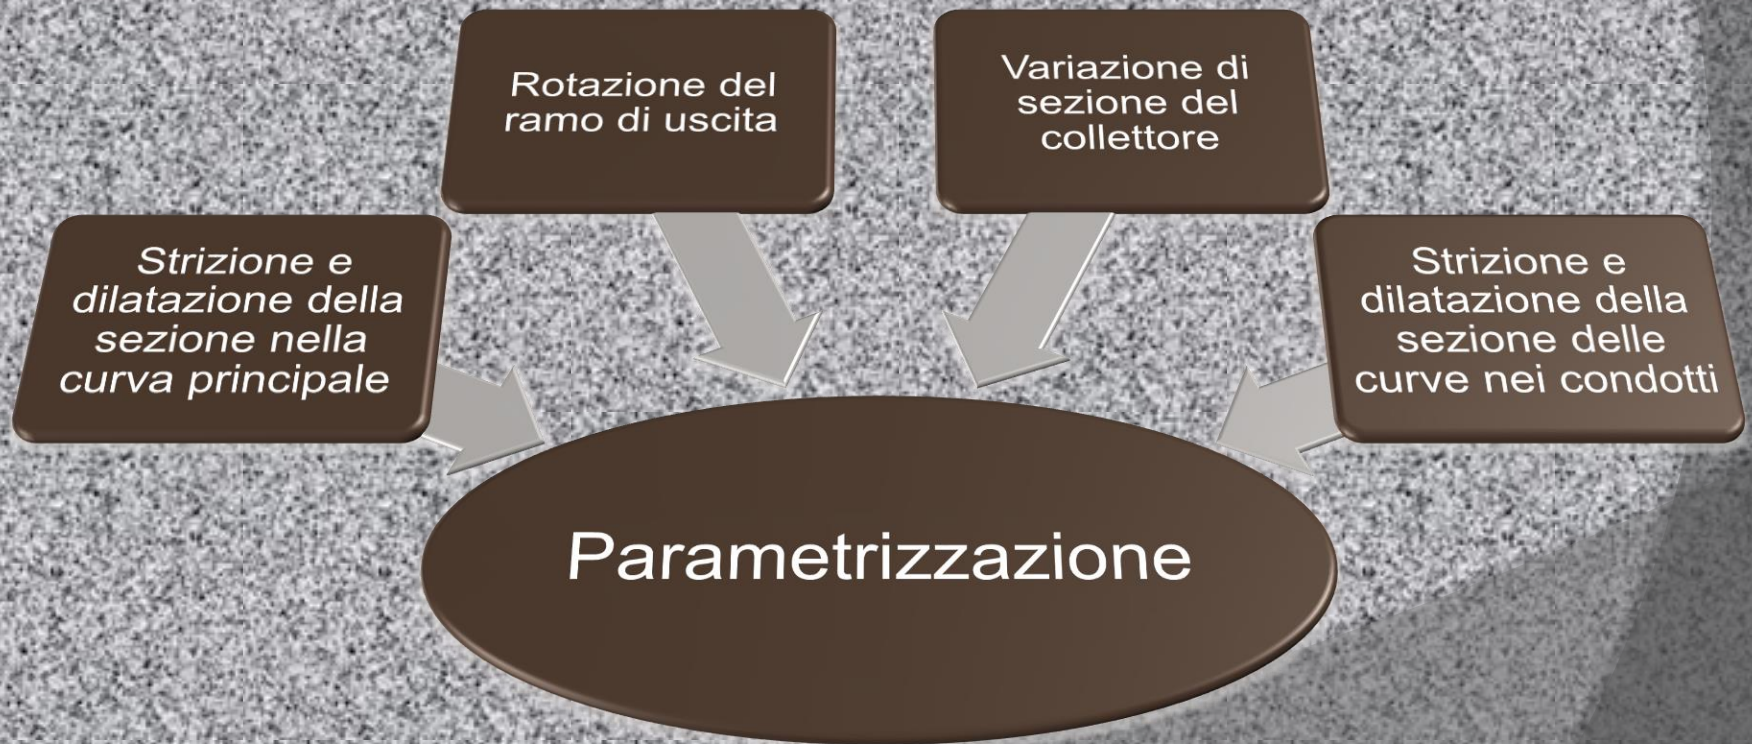 Strizione e
dilatazione della
sezione nella
curva principale
Rotazione del
ramo di uscita
Variazione di
sezione del
collettore
Strizione e
dilatazione della
sezione delle
curve nei condotti
Parametrizzazione